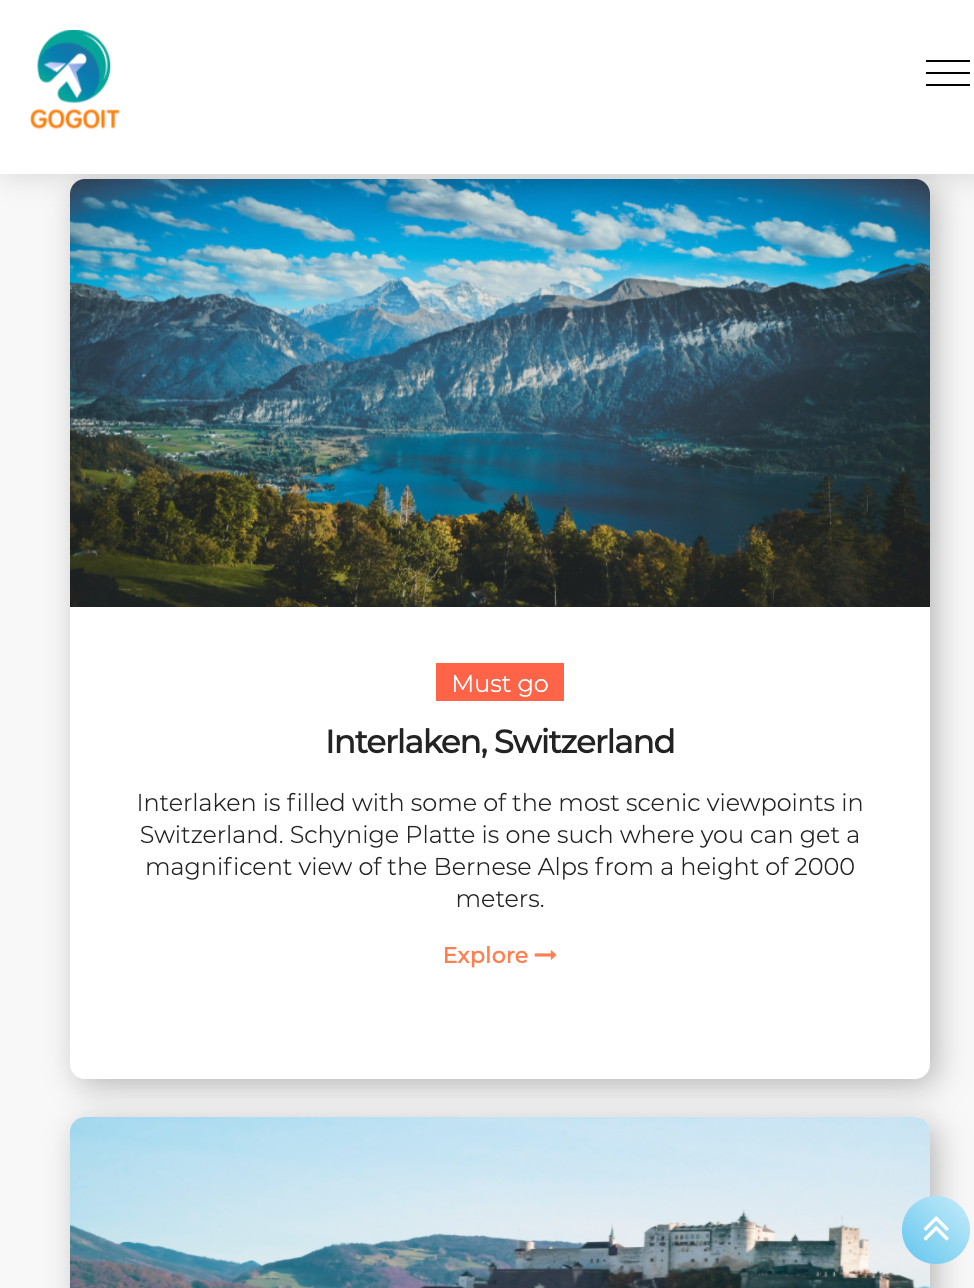 GOGOIT
Must go
Interlaken, Switzerland
Interlaken is filled with some of the most scenic viewpoints in
Switzerland. Schynige Platte is one such where you can get a
magnificent view of the Bernese Alps from a height of 2000
meters.
Explore